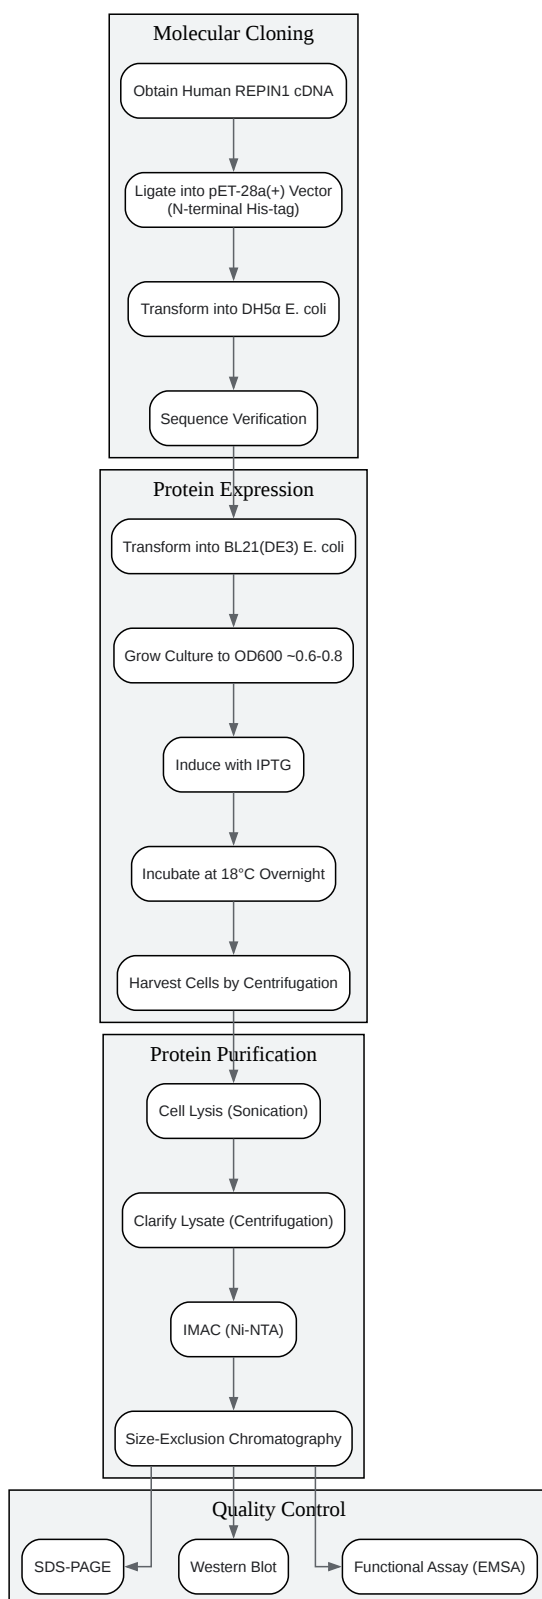 Molecular Cloning
Obtain Human REPIN1 cDNA
Ligate into pET-28a(+) Vector
(N-terminal His-tag)
Transform into DH5α E. coli
Sequence Verification
Protein Expression
Transform into BL21(DE3) E. coli
Grow Culture to OD600 ~0.6-0.8
Induce with IPTG
Incubate at 18°C Overnight
Harvest Cells by Centrifugation
Protein Purification
Cell Lysis (Sonication)
Clarify Lysate (Centrifugation)
IMAC (Ni-NTA)
Size-Exclusion Chromatography
Quality Control
SDS-PAGE
Western Blot
Functional Assay (EMSA)